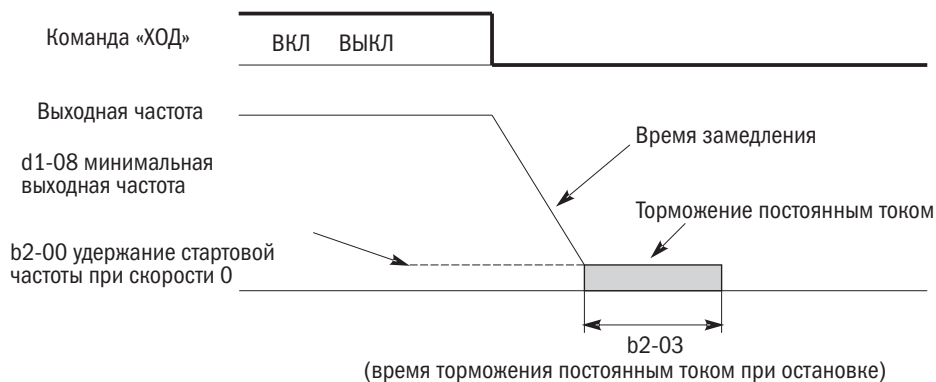 Команда «ХОД»
ВКЛ ВЫКЛ
Выходная частота
Время замедления
d1-08 минимальная
выходная частота
Торможение постоянным током
b2-00 удержание стартовой
частоты при скорости 0
b2-03
(время торможения постоянным током при остановке)